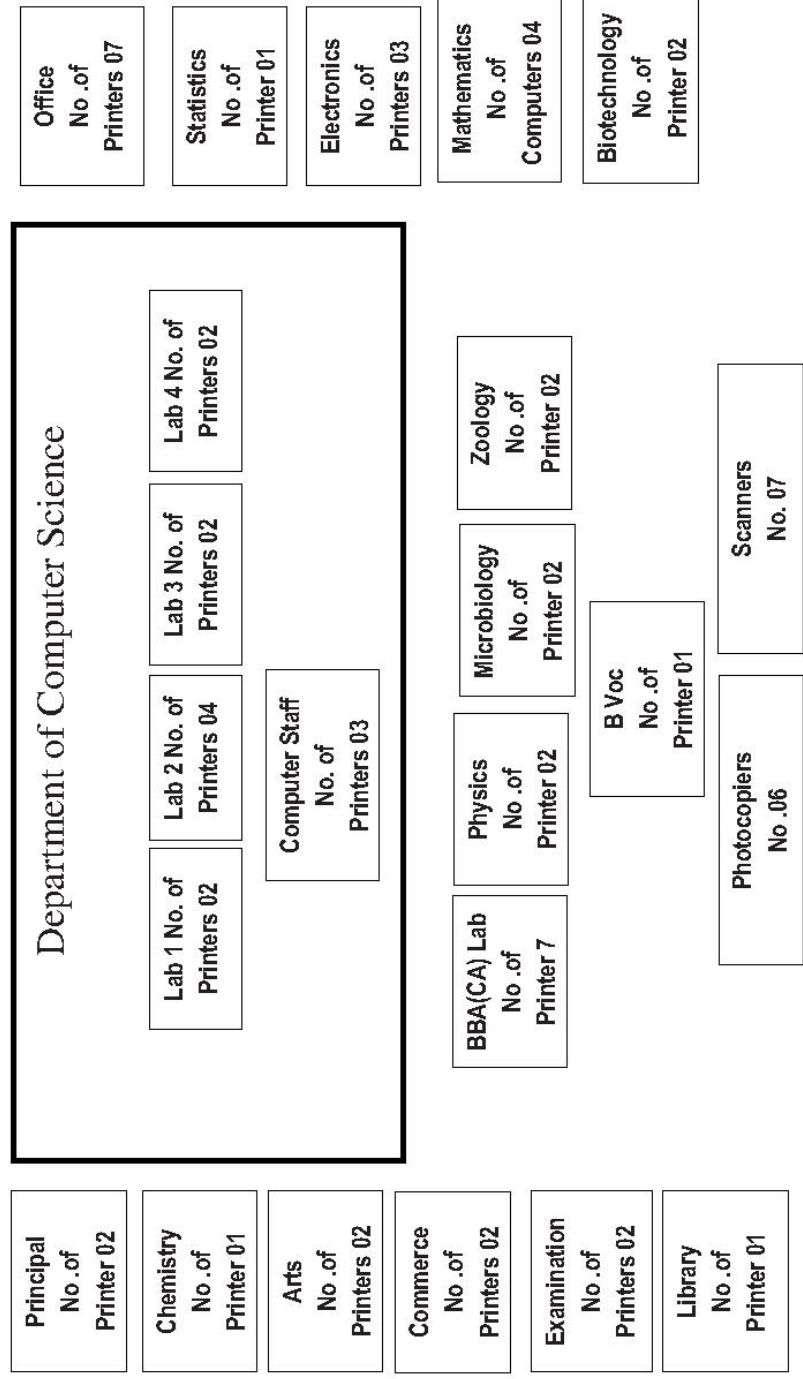 Department of Computer Science
Lab 1 No. of
Printers 02
Lab 2 No. of
Printers 04
Lab 3 No. of
Printers 02
Lab 4 No. of
Printers 02
Computer Staff
No. of
Printers 03
Principal
No .of
Printer 02
Chemistry
No .of
Printer 01
Arts
No .of
Printers 02
Commerce
No .of
Printers 02
Examination
No .of
Printers 02
Library
No .of
Printer 01
BBA(CA) Lab
No .of
Printer 7
Physics
No .of
Printer 02
Microbiology
No .of
Printer 02
Zoology
No .of
Printer 02
B Voc
No .of
Printer 01
Photocopiers
No .06
Scanners
No. 07
Office
No .of
Printers 07
Statistics
No .of
Printer 01
Electronics
No .of
Printers 03
Mathematics
No .of
Computers 04
Biotechnology
No .of
Printer 02